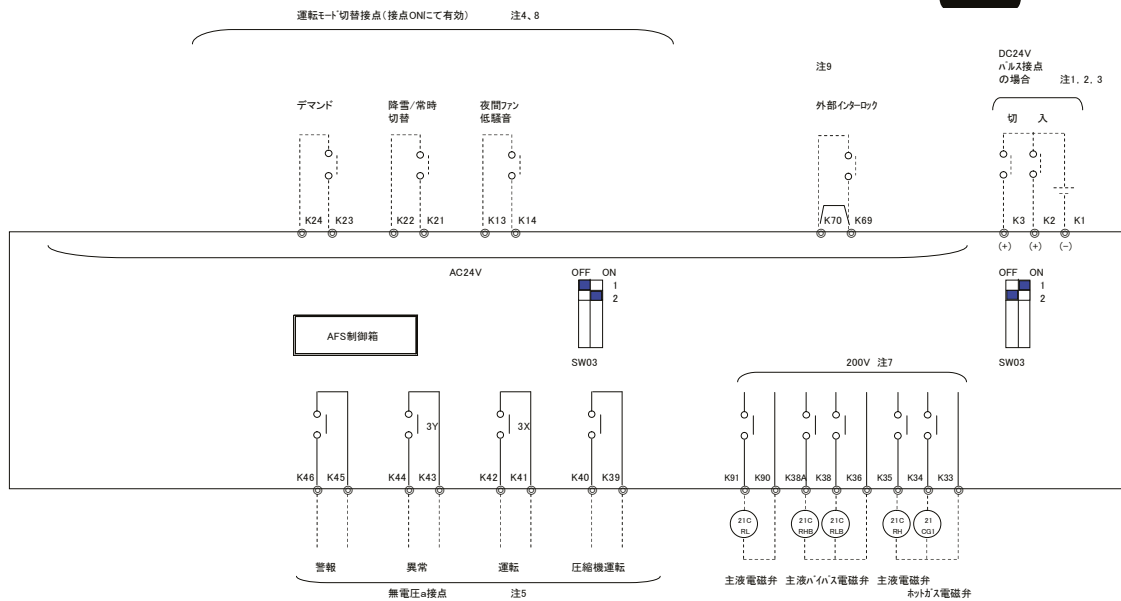 運転モード切替接点(接点ONにて有効) 注4、8
DC24V
パルス接点
の場合 注1、2、3
注9
デマンド
降雪/常時
切替
夜間ファン
低騒音
外部インターロック
切 入
K24 K23 K22 K21 K13 K14 K70 K69 K3 K2 K1
(+) (+) (-)
AC24V
OFF ON
1
2
SW03
OFF ON
1
2
SW03
AFS制御箱
200V 注7
3Y
3X
K46 K45 K44 K43 K42 K41 K40 K39 K91 K90 K38A K38 K36 K35 K34 K33
21C
RL
21C
RHB
21C
RLB
21C
RH
21
CG1
警報 異常 運転 圧縮機運転
主液電磁弁 主液バイパス電磁弁 主液電磁弁
ホットガス電磁弁
無電圧a接点 注5